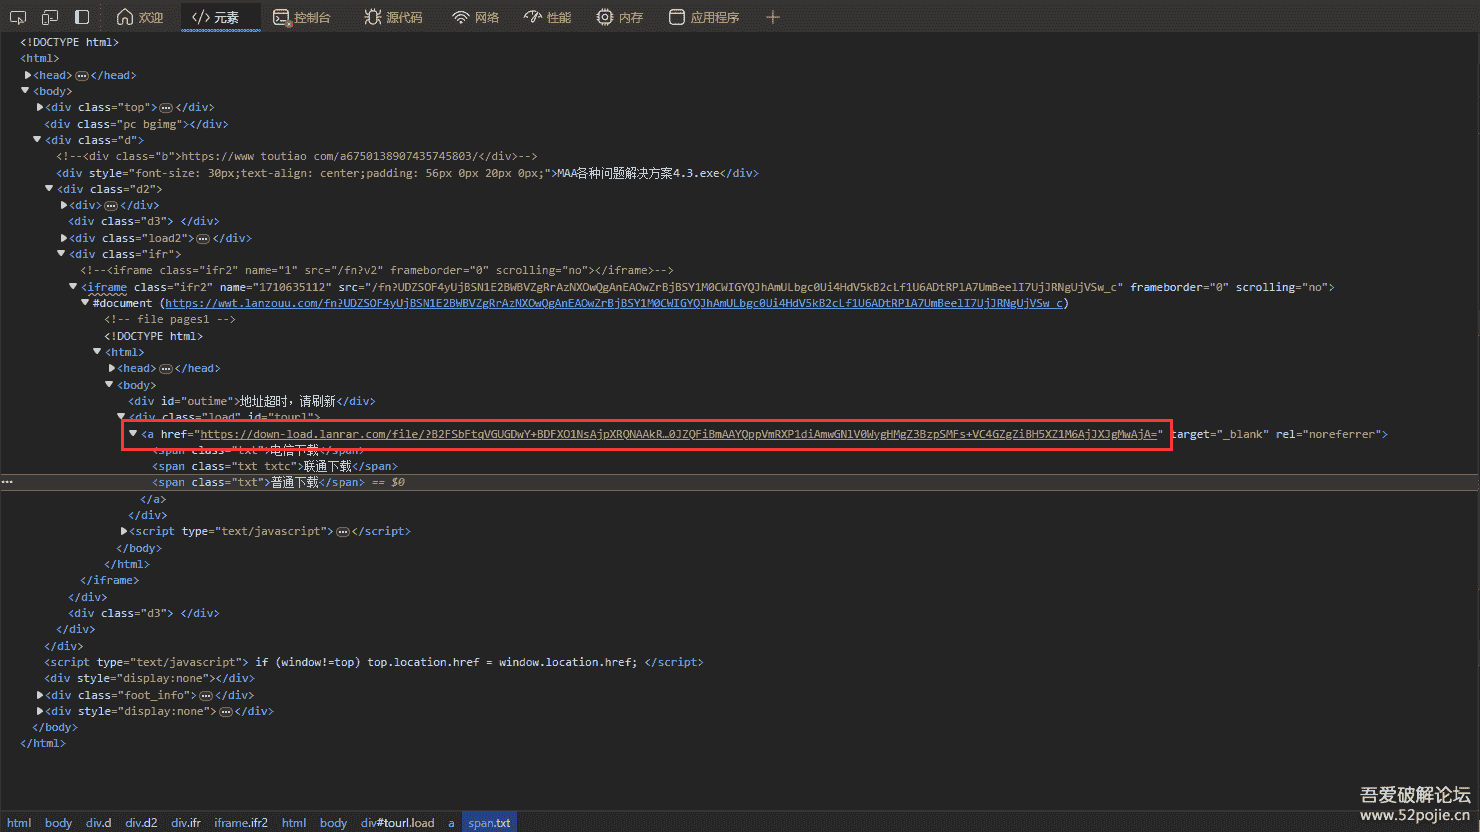 欢迎 元素 控制台 源代码 网络 性能 内存 应用程序
<!DOCTYPE html>
<html>
<head> </head>
<body>
<div class="top"> </div>
<div class="pc bgimg"></div>
<div class="d">
<!--<div class="b">https://www toutiao com/a6750138907435745803/</div>-->
<div style="font-size: 30px;text-align: center;padding: 56px 0px 20px 0px;">MAA各种问题解决方案4.3.exe</div>
<div class="d2">
<div> </div>
<div class="d3"> </div>
<div class="load2"> </div>
<div class="ifr">
<!--<iframe class="ifr2" name="1" src="/fn?v2" frameborder="0" scrolling="no"></iframe>-->
<iframe class="ifr2" name="1710635112" src="/fn?UDZSOF4yUjBSN1E2BWBVZgRrAzNXOwQgAnEAOwZrBjBSY1M0CWIGYQJhAmULbgc0Ui4HdV5kB2cLf1U6ADtRPlA7UmBeelI7UjJRNgUjVSw_c" frameborder="0" scrolling="no">
#document (https://wwt.lanzouu.com/fn?UDZSOF4yUjBSN1E2BWBVZgRrAzNXOwQgAnEAOwZrBjBSY1M0CWIGYQJhAmULbgc0Ui4HdV5kB2cLf1U6ADtRPlA7UmBeelI7UjJRNgUjVSw_c)
<!-- file pages1 -->
<!DOCTYPE html>
<html>
<head> </head>
<body>
<div id="outime">地址超时，请刷新</div>
<div class="load" id="tourl">
<a href="https://down-load.lanrar.com/file/?B2FSbFtqVGUGDwY+BDFXO1NsAjpXRQNAAkR…0JZQFiBmAAYQppVmRXP1diAmwGNlV0WygHMgZ3BzpSMFs+VC4GZgZiBH5XZ1M6AjJXJgMwAjA=" target="_blank" rel="noreferrer">
<span class="txt">电信下载</span>
<span class="txt txtc">联通下载</span>
<span class="txt">普通下载</span> == $0
</a>
</div>
<script type="text/javascript"> </script>
</body>
</html>
</iframe>
</div>
<div class="d3"> </div>
</div>
</div>
<script type="text/javascript"> if (window!=top) top.location.href = window.location.href; </script>
<div style="display:none"></div>
<div class="foot_info"> </div>
<div style="display:none"> </div>
</body>
</html>
吾爱破解论坛
www.52pojie.cn
html body div.d div.d2 div.ifr iframe.ifr2 html body div#tourl.load a span.txt